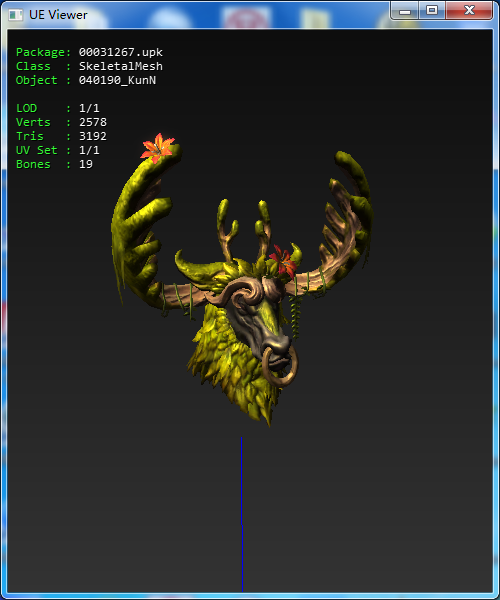 UE Viewer
Package: 00031267.upk
Class : SkeletalMesh
Object : 040190_KunN
LOD : 1/1
Verts : 2578
Tris : 3192
UV Set : 1/1
Bones : 19